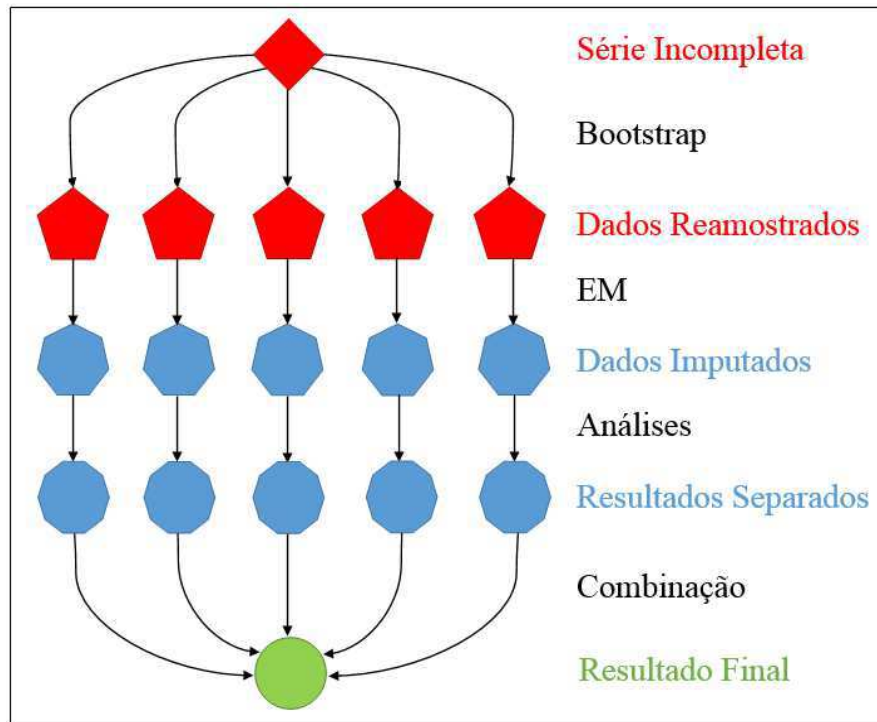 Série Incompleta
Bootstrap
Dados Reamostrados
EM
Dados Imputados
Análises
Resultados Separados
Combinação
Resultado Final